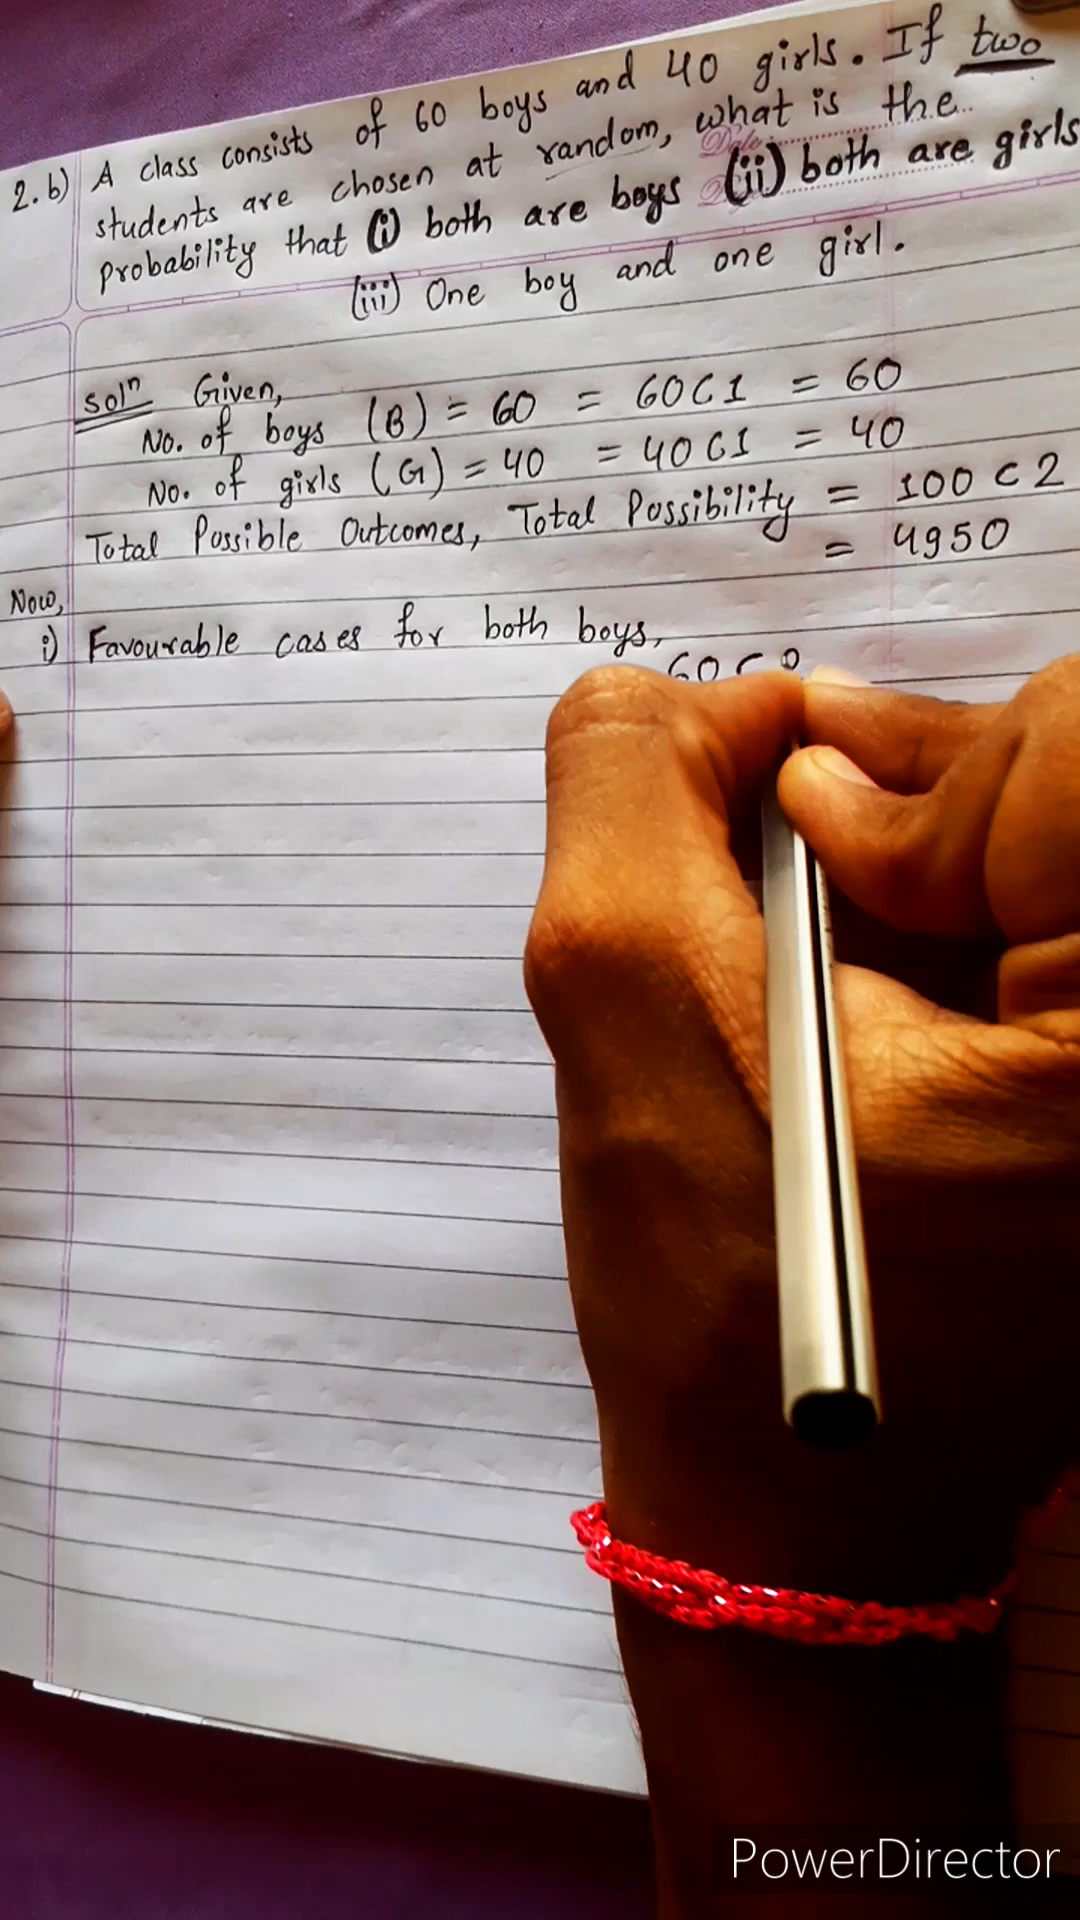 2. b) A class consists of 60 boys and 40 girls. If two
students are chosen at random, what is the
probability that (i) both are boys (ii) both are girls
(iii) One boy and one girl.
Soln Given,
No. of boys (B) = 60 = 60C1 = 60
No. of girls (G) = 40 = 40C1 = 40
Total Possible Outcomes, Total Possibility = 100C2
= 4950
Now,
i) Favourable cases for both boys,
60C
PowerDirector